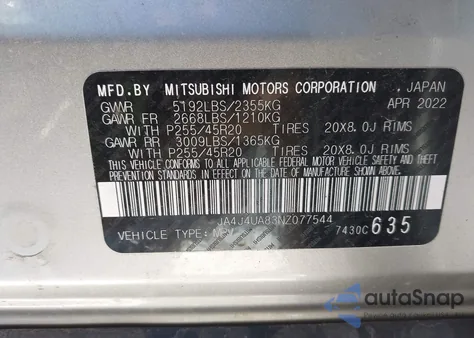 MFD.BY MITSUBISHI MOTORS CORPORATION , JAPAN
GVWR 5192LBS/2355KG APR 2022
GAWR FR 2668LBS/1210KG
WITH P255/45R20 TIRES 20X8.0J RIMS
GAWR RR 3009LBS/1365KG
WITH P255/45R20 TIRES 20X8.0J RIMS
THIS VEHICLE CONFORMS TO ALL APPLICABLE FEDERAL MOTOR VEHICLE SAFETY AND THEFT
PREVENTION STANDARDS IN EFFECT ON THE DATE OF MANUFACTURE SHOWN ABOVE.
JA4J4UA83NZ077544
VEHICLE TYPE: MPV 7430C 635
autoSnap